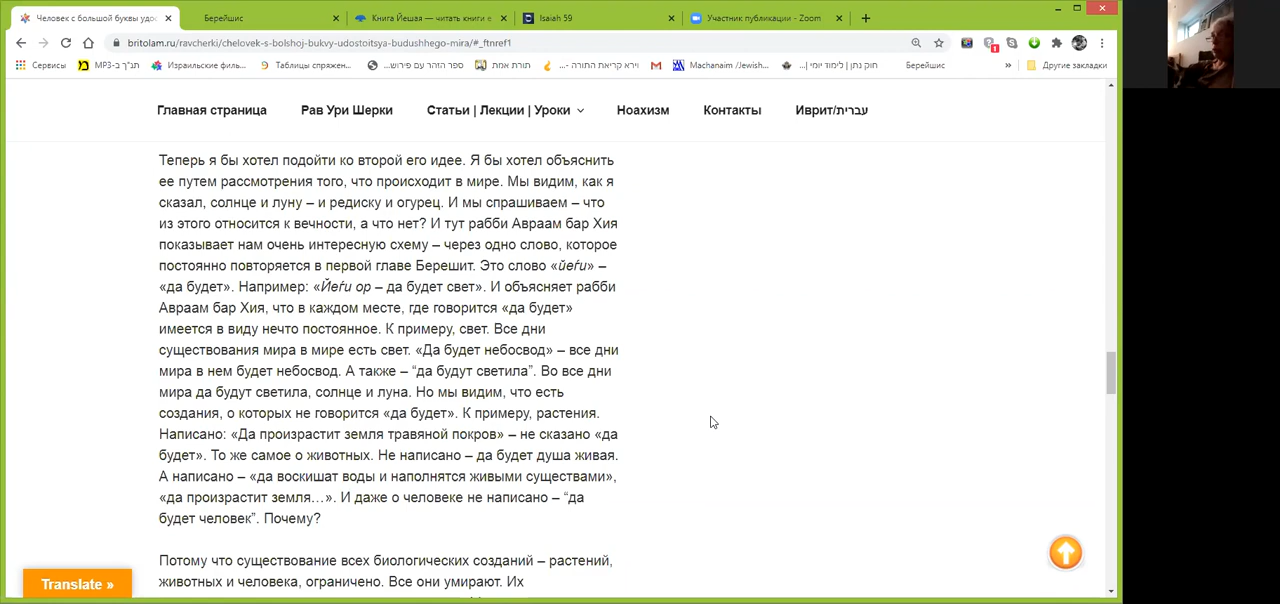 Человек с большой буквы удо
Берейшис
Книга Йешая — читать книги е
Isaiah 59
Участник публикации - Zoom
britolam.ru/ravcherki/chelovek-s-bolshoj-bukvy-udostoitsya-budushhego-mira/#_ftnref1
Сервисы
תנ"ך ב-MP3
Израильские филь...
Таблицы спряжен...
ספר הזהר עם פירוש...
תורת אמת
וירא קריאת התורה -...
Machanaim /Jewish...
חוק נתן | לימוד יומי |...
Берейшис
»
Другие закладки
Главная страница
Рав Ури Шерки
Статьи | Лекции | Уроки
Ноахизм
Контакты
Иврит/עברית
Теперь я бы хотел подойти ко второй его идее. Я бы хотел объяснить
ее путем рассмотрения того, что происходит в мире. Мы видим, как я
сказал, солнце и луну – и редиску и огурец. И мы спрашиваем – что
из этого относится к вечности, а что нет? И тут рабби Авраам бар Хия
показывает нам очень интересную схему – через одно слово, которое
постоянно повторяется в первой главе Берешит. Это слово «йеѓи» –
«да будет». Например: «Йеѓи ор – да будет свет». И объясняет рабби
Авраам бар Хия, что в каждом месте, где говорится «да будет»
имеется в виду нечто постоянное. К примеру, свет. Все дни
существования мира в мире есть свет. «Да будет небосвод» – все дни
мира в нем будет небосвод. А также – “да будут светила”. Во все дни
мира да будут светила, солнце и луна. Но мы видим, что есть
создания, о которых не говорится «да будет». К примеру, растения.
Написано: «Да произрастит земля травяной покров» – не сказано «да
будет». То же самое о животных. Не написано – да будет душа живая.
А написано – «да воскишат воды и наполнятся живыми существами»,
«да произрастит земля…». И даже о человеке не написано – “да
будет человек”. Почему?
Потому что существование всех биологических созданий – растений,
животных и человека, ограничено. Все они умирают. Их
Translate »